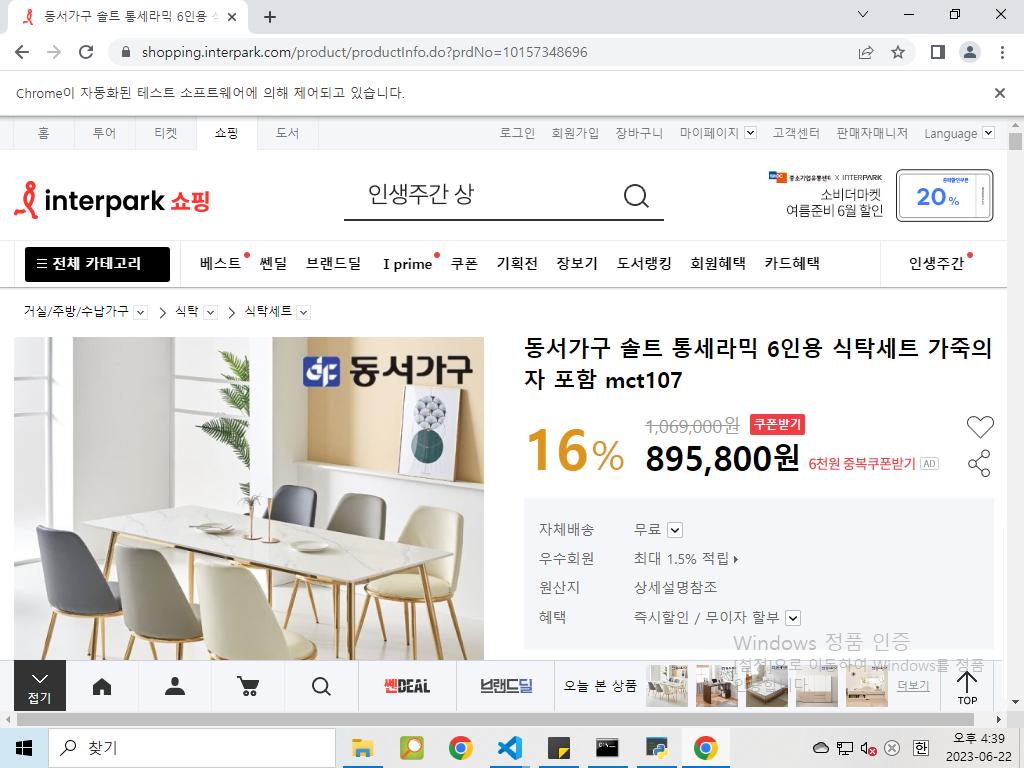 동서가구 솔트 통세라믹 6인용 식
shopping.interpark.com/product/productInfo.do?prdNo=10157348696
Chrome이 자동화된 테스트 소프트웨어에 의해 제어되고 있습니다.
홈 투어 티켓 쇼핑 도서 로그인 회원가입 장바구니 마이페이지 고객센터 판매자매니저 Language
interpark 쇼핑 인생주간 상
중소기업유통센터 X INTERPARK
소비더마켓
여름준비 6월 할인
20%
전체 카테고리 베스트 쎈딜 브랜드딜 I prime 쿠폰 기획전 장보기 도서랭킹 회원혜택 카드혜택 인생주간
거실/주방/수납가구 식탁 식탁세트
동서가구
동서가구 솔트 통세라믹 6인용 식탁세트 가죽의
자 포함 mct107
16% 1,069,000원 쿠폰받기
895,800원 6천원 중복쿠폰받기 AD
자체배송 무료
우수회원 최대 1.5% 적립
원산지 상세설명참조
혜택 즉시할인 / 무이자 할부
Windows 정품 인증
[설정]으로 이동하여 Windows를 정품
접기 쎈DEAL 브랜드딜 오늘 본 상품 더보기 TOP
찾기 한 오후 4:39
2023-06-22